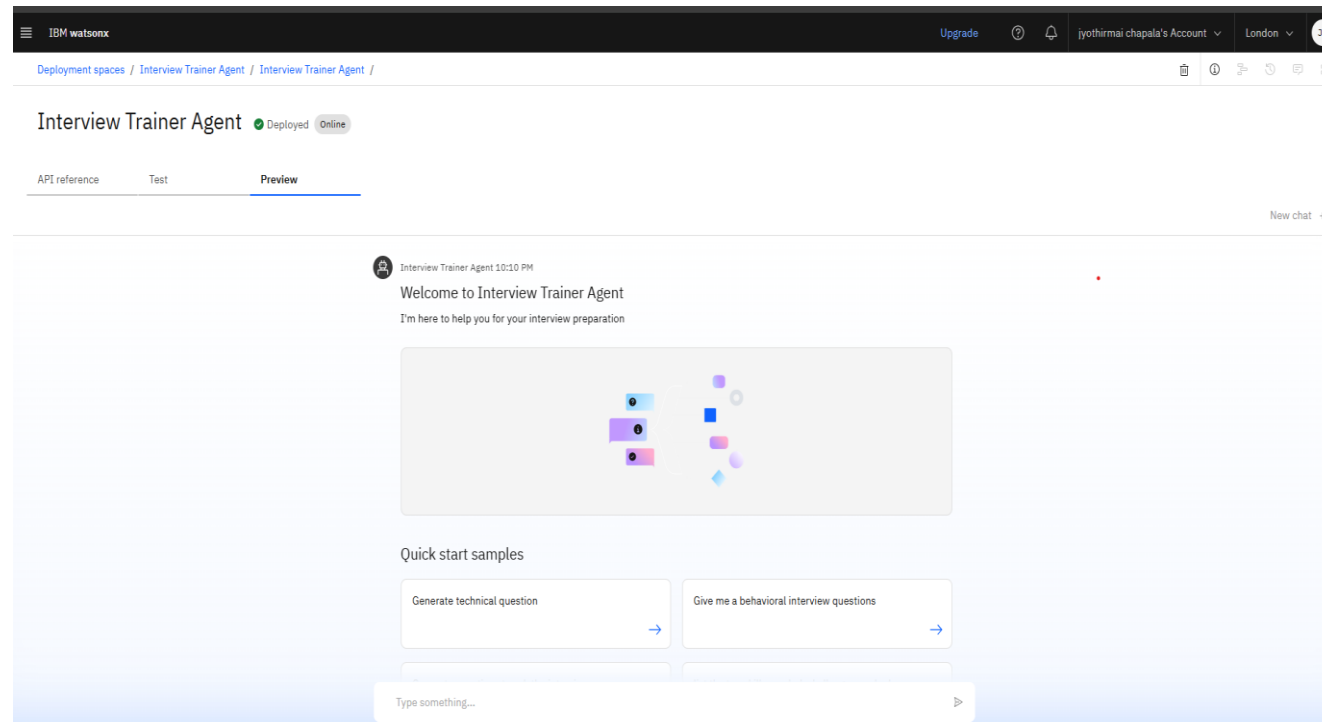 IBM watsonx Upgrade jyothirmai chapala's Account London J
Deployment spaces / Interview Trainer Agent / Interview Trainer Agent /
Interview Trainer Agent Deployed Online
API reference Test Preview
New chat
Interview Trainer Agent 10:10 PM
Welcome to Interview Trainer Agent
I'm here to help you for your interview preparation
Quick start samples
Generate technical question
Give me a behavioral interview questions
Type something...